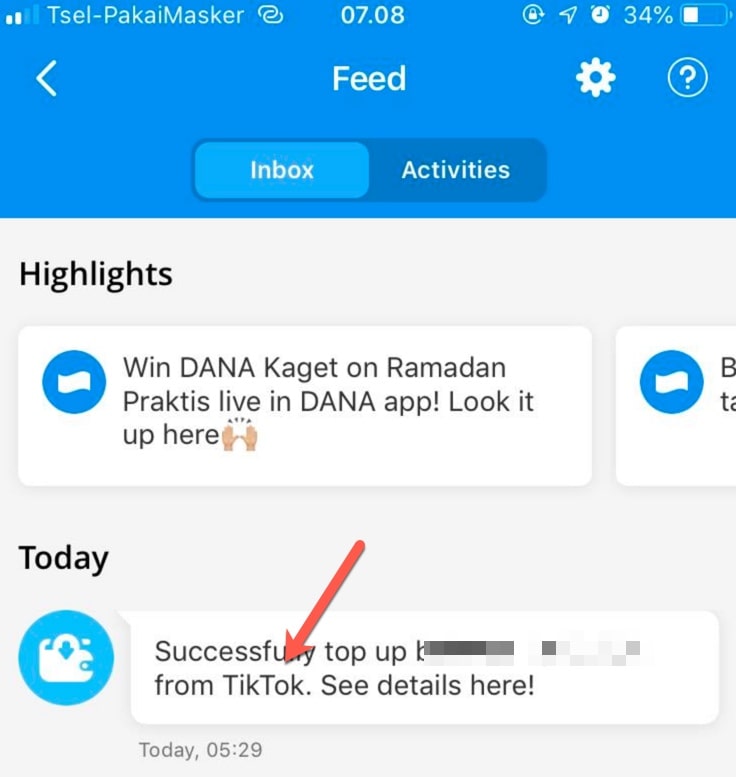 Tsel-PakaiMasker 07.08 34%
Feed
Inbox Activities
Highlights
Win DANA Kaget on Ramadan
Praktis live in DANA app! Look it
up here🙌🏼
B
ta
Today
Successfully top up
from TikTok. See details here!
Today, 05:29